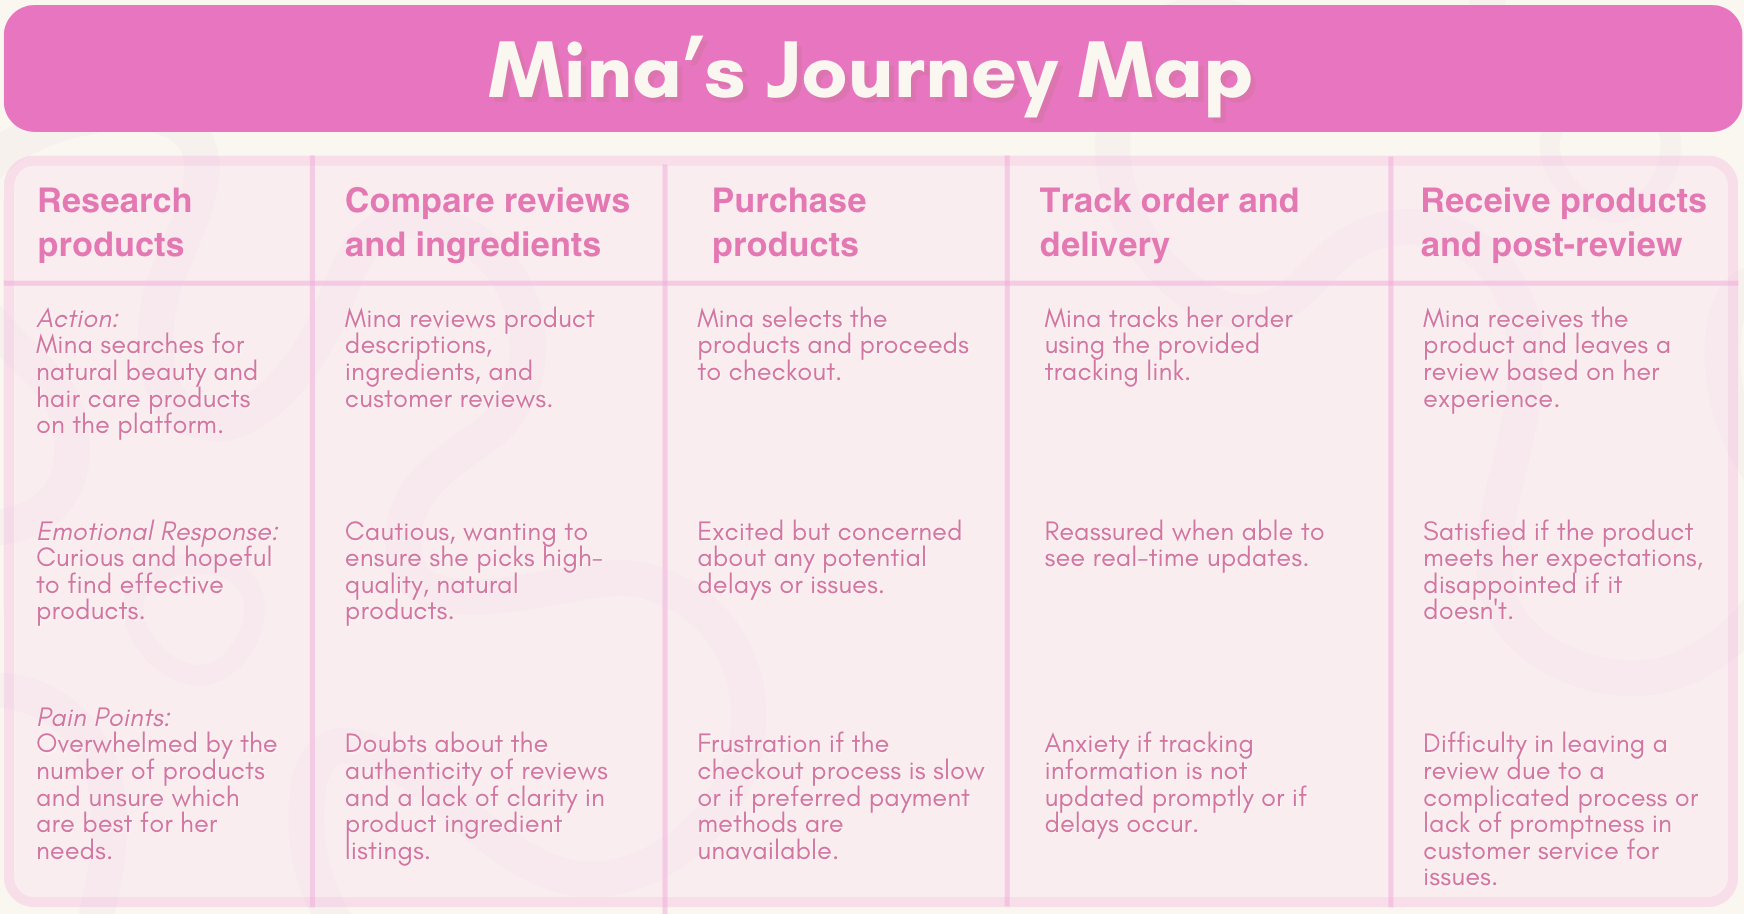 Mina's Journey Map
Research
products
Compare reviews
and ingredients
Purchase
products
Track order and
delivery
Receive products
and post-review
Action:
Mina searches for
natural beauty and
hair care products
on the platform.
Mina reviews product
descriptions,
ingredients, and
customer reviews.
Mina selects the
products and proceeds
to checkout.
Mina tracks her order
using the provided
tracking link.
Mina receives the
product and leaves a
review based on her
experience.
Emotional Response:
Curious and hopeful
to find effective
products.
Cautious, wanting to
ensure she picks high-
quality, natural
products.
Excited but concerned
about any potential
delays or issues.
Reassured when able to
see real-time updates.
Satisfied if the product
meets her expectations,
disappointed if it
doesn't.
Pain Points:
Overwhelmed by the
number of products
and unsure which
are best for her
needs.
Doubts about the
authenticity of reviews
and a lack of clarity in
product ingredient
listings.
Frustration if the
checkout process is slow
or if preferred payment
methods are
unavailable.
Anxiety if tracking
information is not
updated promptly or if
delays occur.
Difficulty in leaving a
review due to a
complicated process or
lack of promptness in
customer service for
issues.